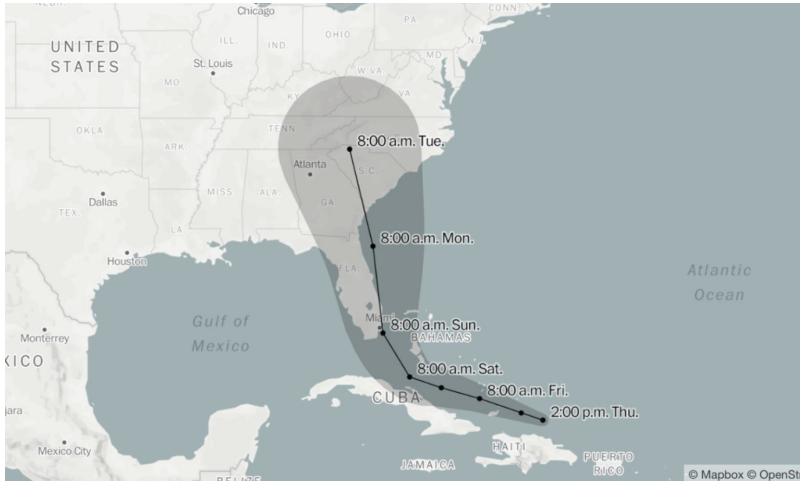 CONN.
Chicago
PA.
N.J.
OHIO
UNITED
STATES
ILL.
IND.
MD.
St. Louis
W.VA.
MO.
VA.
KY.
OKLA.
TENN.
8:00 a.m. Tue.
ARK.
Atlanta
S.C.
MISS.
ALA.
GA.
Dallas
TEX.
LA.
8:00 a.m. Mon.
Houston
FLA.
Atlantic
Ocean
Gulf of
Mexico
Miami
8:00 a.m. Sun.
BAHAMAS
Monterrey
XICO
8:00 a.m. Sat.
8:00 a.m. Fri.
CUBA
2:00 p.m. Thu.
jara
HAITI
Mexico City
JAMAICA
PUERTO
RICO
BELIZE
© Mapbox © OpenStr